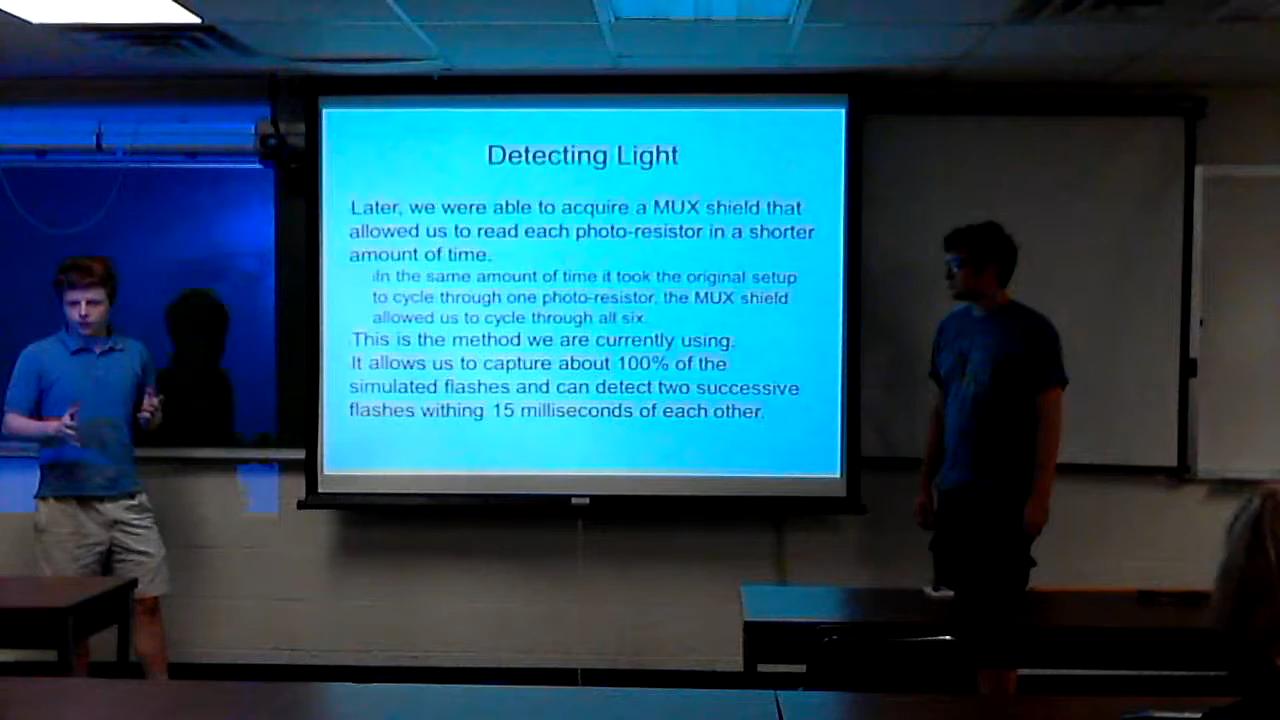 Detecting Light
Later, we were able to acquire a MUX shield that
allowed us to read each photo-resistor in a shorter
amount of time.
In the same amount of time it took the original setup
to cycle through one photo-resistor, the MUX shield
allowed us to cycle through all six.
This is the method we are currently using.
It allows us to capture about 100% of the
simulated flashes and can detect two successive
flashes withing 15 milliseconds of each other.